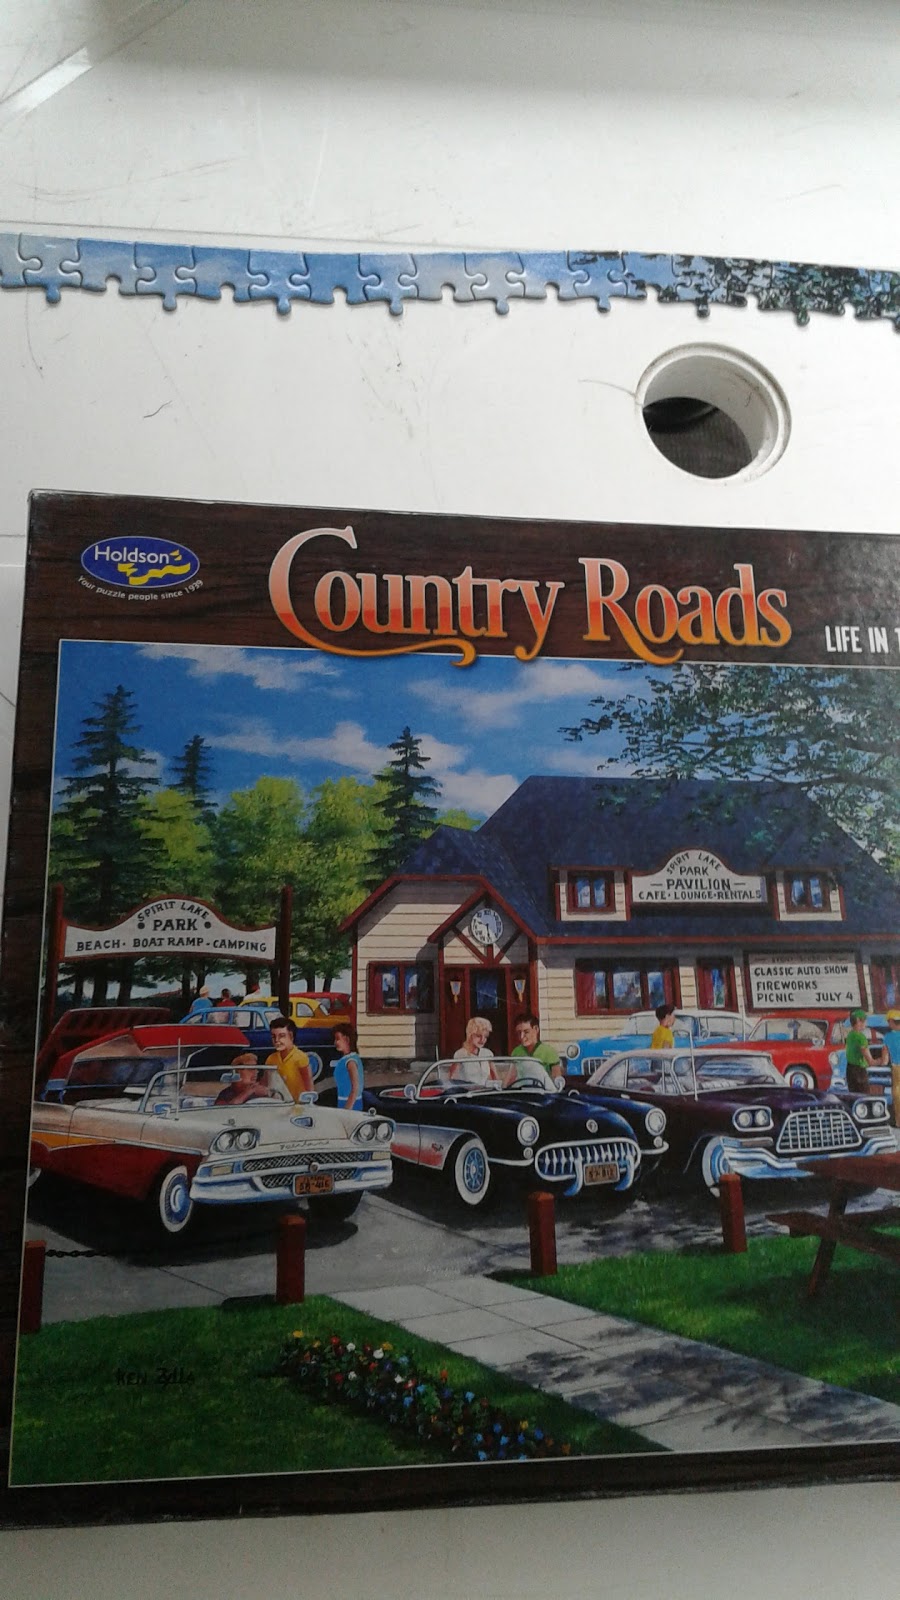 Holdson
Your puzzle people since 1939
Country Roads
LIFE IN
SPIRIT LAKE
PARK
BEACH · BOAT RAMP · CAMPING
SPIRIT LAKE
PARK
PAVILION
CAFE · LOUNGE · RENTALS
CLASSIC AUTO SHOW
FIREWORKS
PICNIC JULY 4
KEN